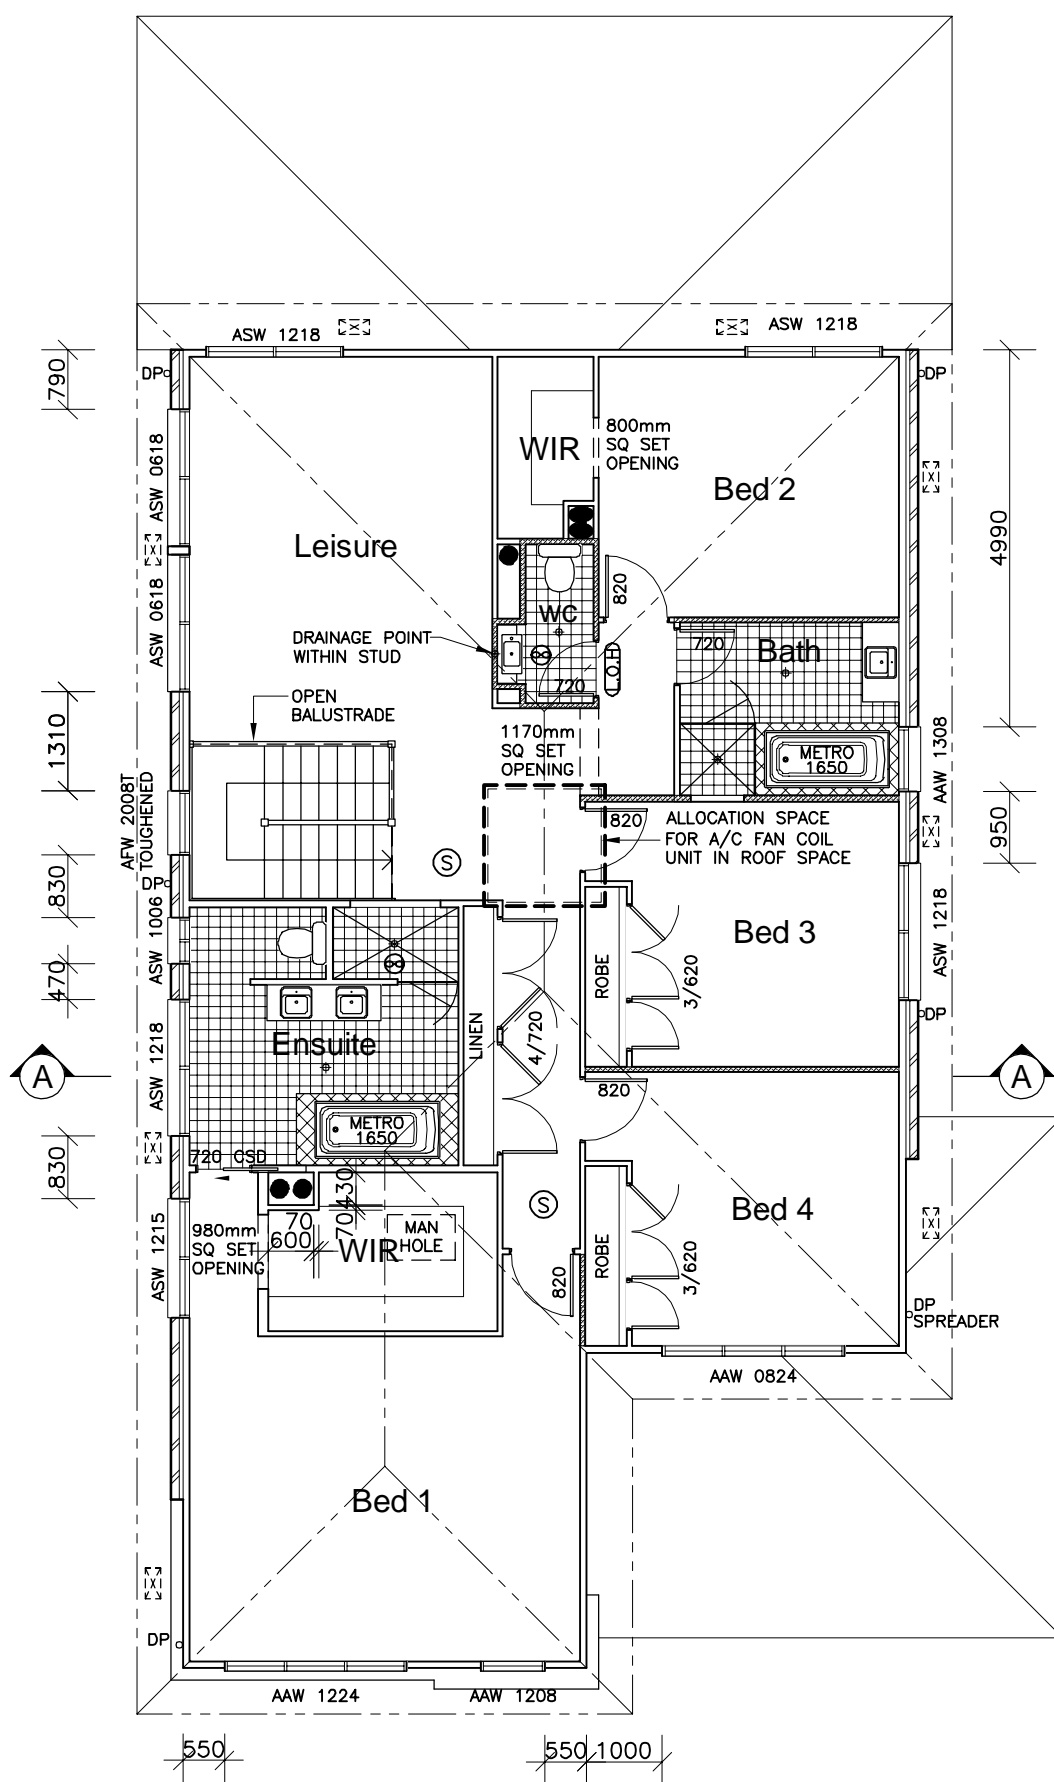 ASW 1218
X
X
ASW 1218
790
DP
DP
ASW 0618
WIR
800mm
SQ SET
OPENING
Bed 2
X
4990
Leisure
X
820
WC
ASW 0618
DRAINAGE POINT
WITHIN STUD
L.O.H
720
720
Bath
OPEN
BALUSTRADE
1310
1170mm
SQ SET
OPENING
METRO
1650
AAW 1308
AFW 2008T
TOUGHENED
820
ALLOCATION SPACE
FOR A/C FAN COIL
UNIT IN ROOF SPACE
X
950
S
830
DP
ASW 1006
Bed 3
ASW 1218
470
ROBE
3/620
DP
LINEN
4/720
Ensuite
ASW 1218
A
A
820
METRO
1650
830
X
720 CSD
430
70
ASW 1215
980mm
SQ SET
OPENING
70
600
WIR
MAN
HOLE
S
Bed 4
X
ROBE
3/620
820
DP
SPREADER
AAW 0824
Bed 1
X
DP
AAW 1224
AAW 1208
550
550
1000